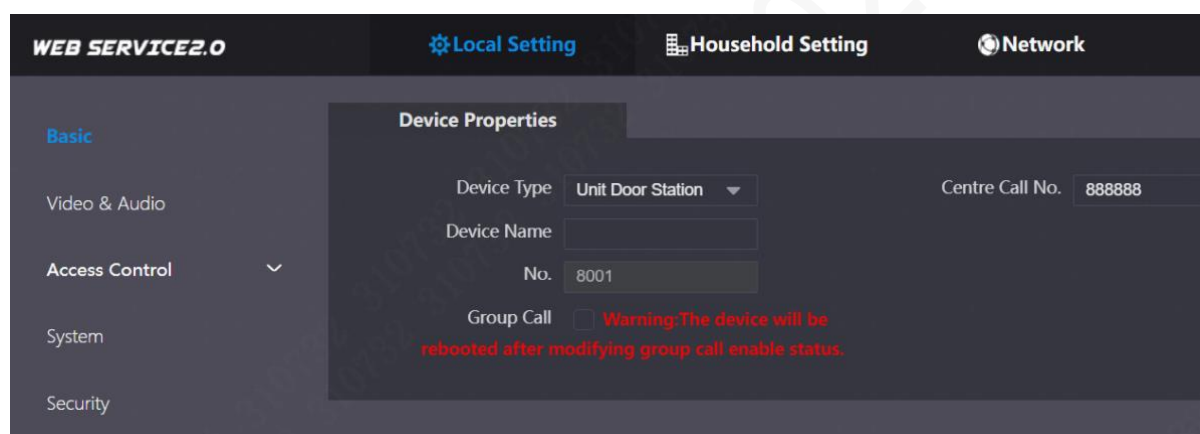 WEB SERVICE2.0 Local Setting Household Setting Network
Basic
Video & Audio
Access Control
System
Security
Device Properties
Device Type Unit Door Station Centre Call No. 888888
Device Name
No. 8001
Group Call Warning:The device will be
rebooted after modifying group call enable status.